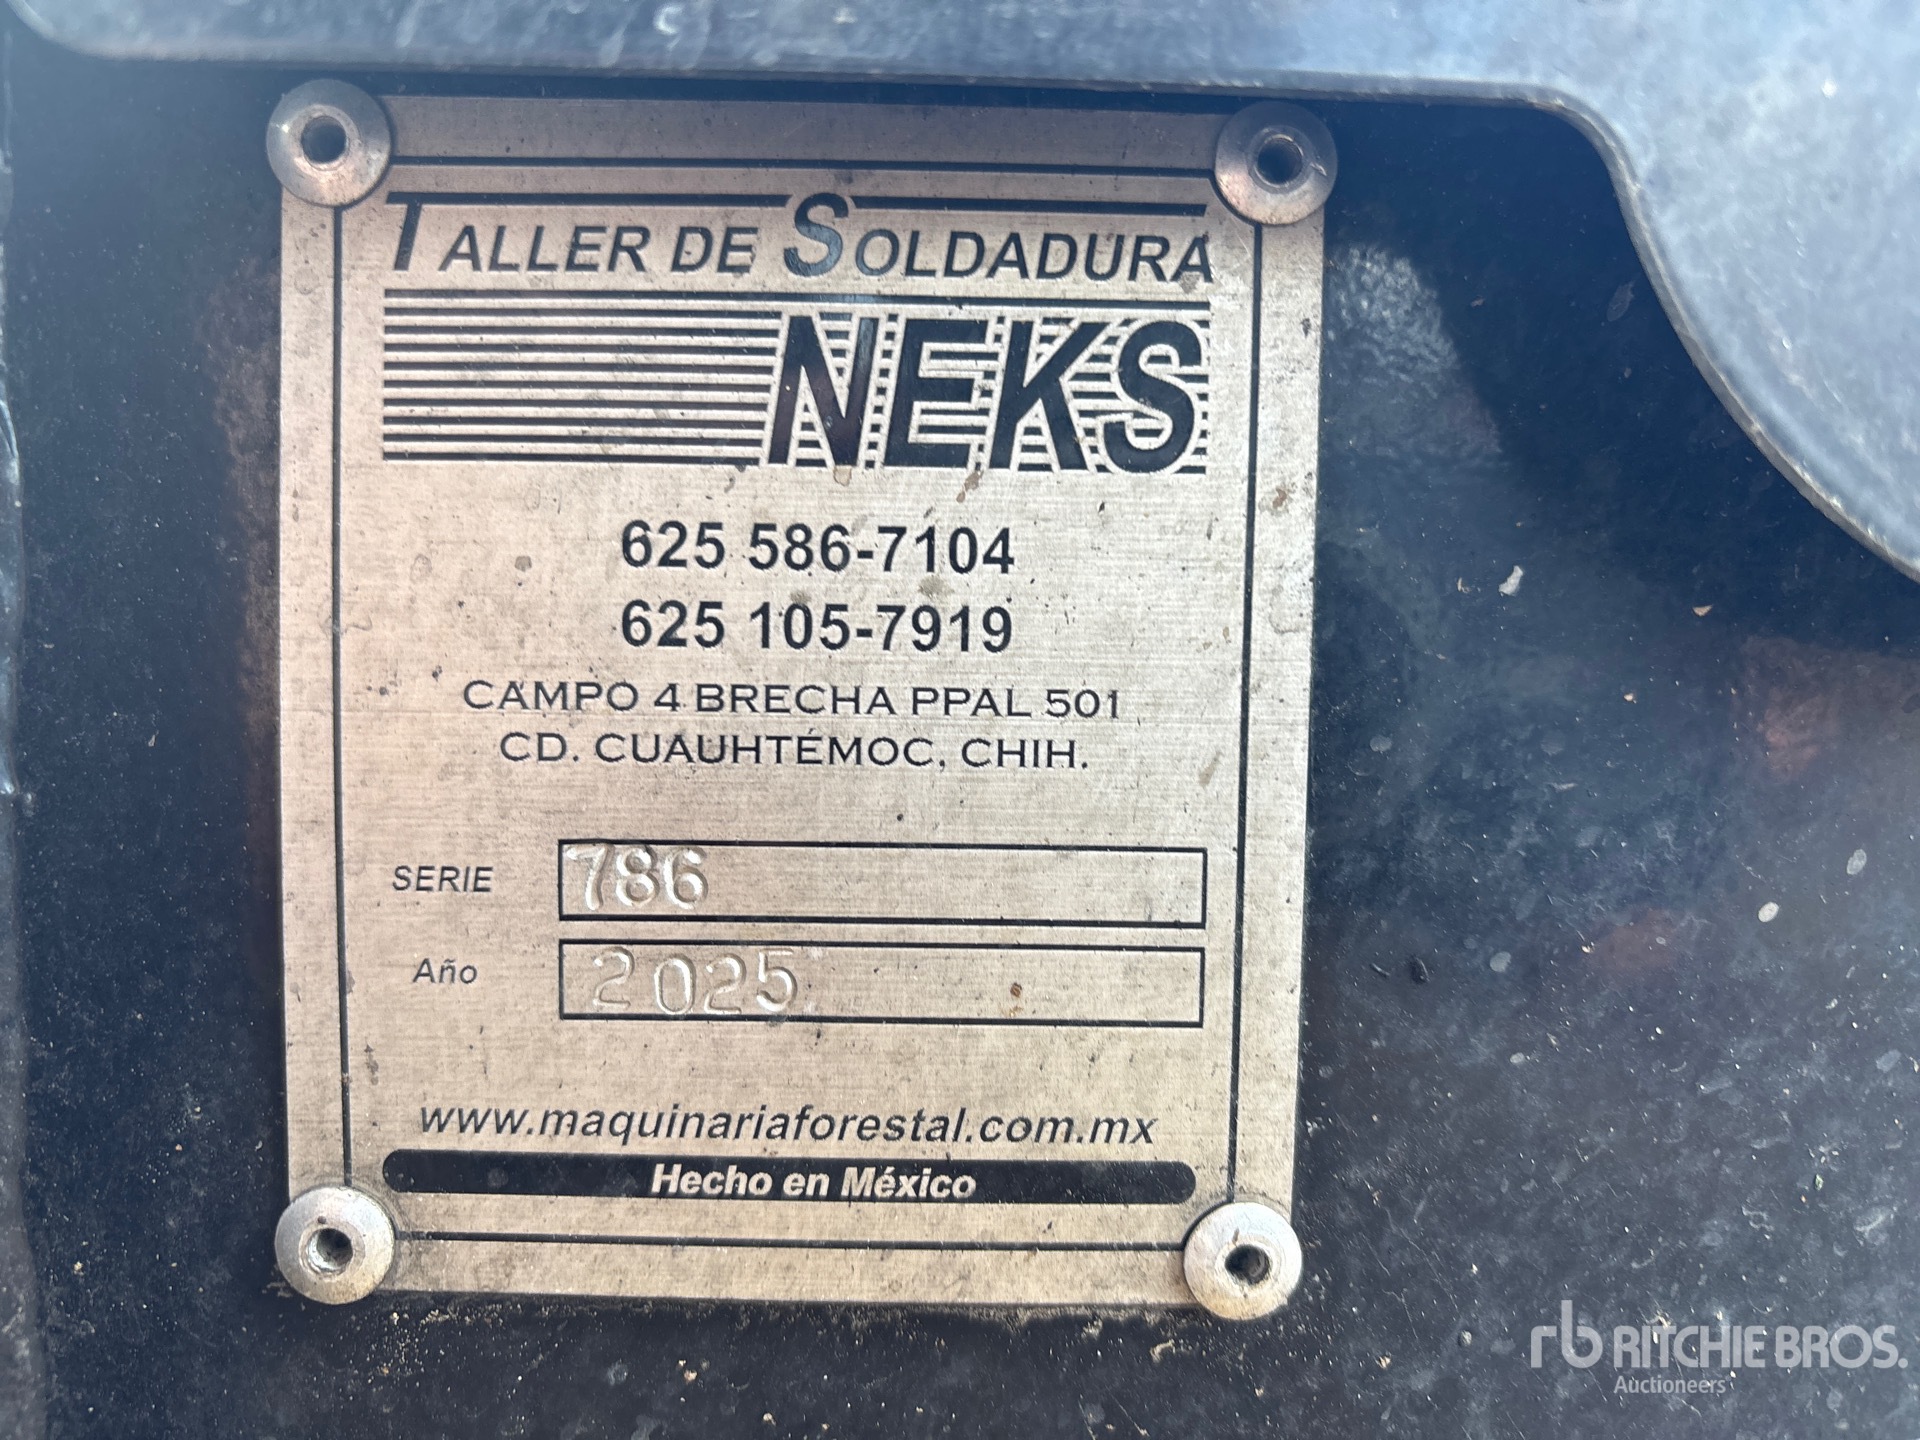 TALLER DE SOLDADURA
NEKS
625 586-7104
625 105-7919
CAMPO 4 BRECHA PPAL 501
CD. CUAUHTÉMOC, CHIH.
SERIE 786
Año 2025
www.maquinariaforestal.com.mx
Hecho en México
rb RITCHIE BROS.
Auctioneers